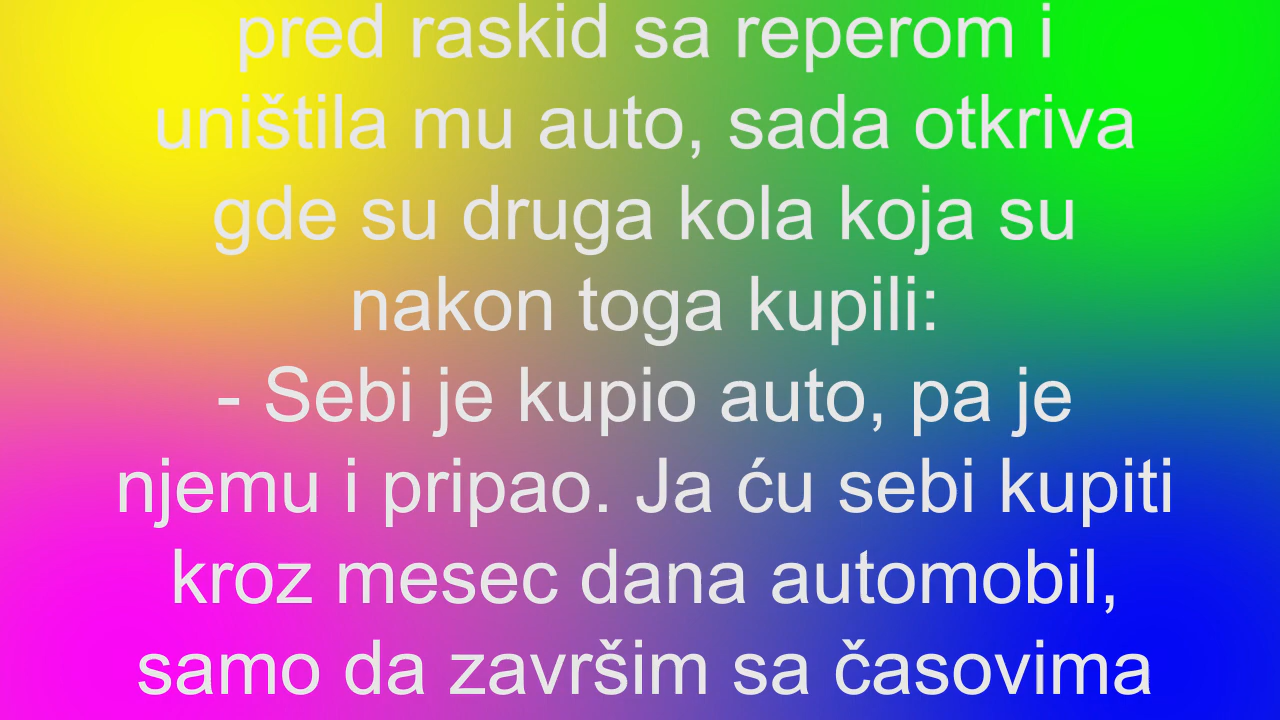 pred raskid sa reperom i
uništila mu auto, sada otkriva
gde su druga kola koja su
nakon toga kupili:
- Sebi je kupio auto, pa je
njemu i pripao. Ja ću sebi kupiti
kroz mesec dana automobil,
samo da završim sa časovima